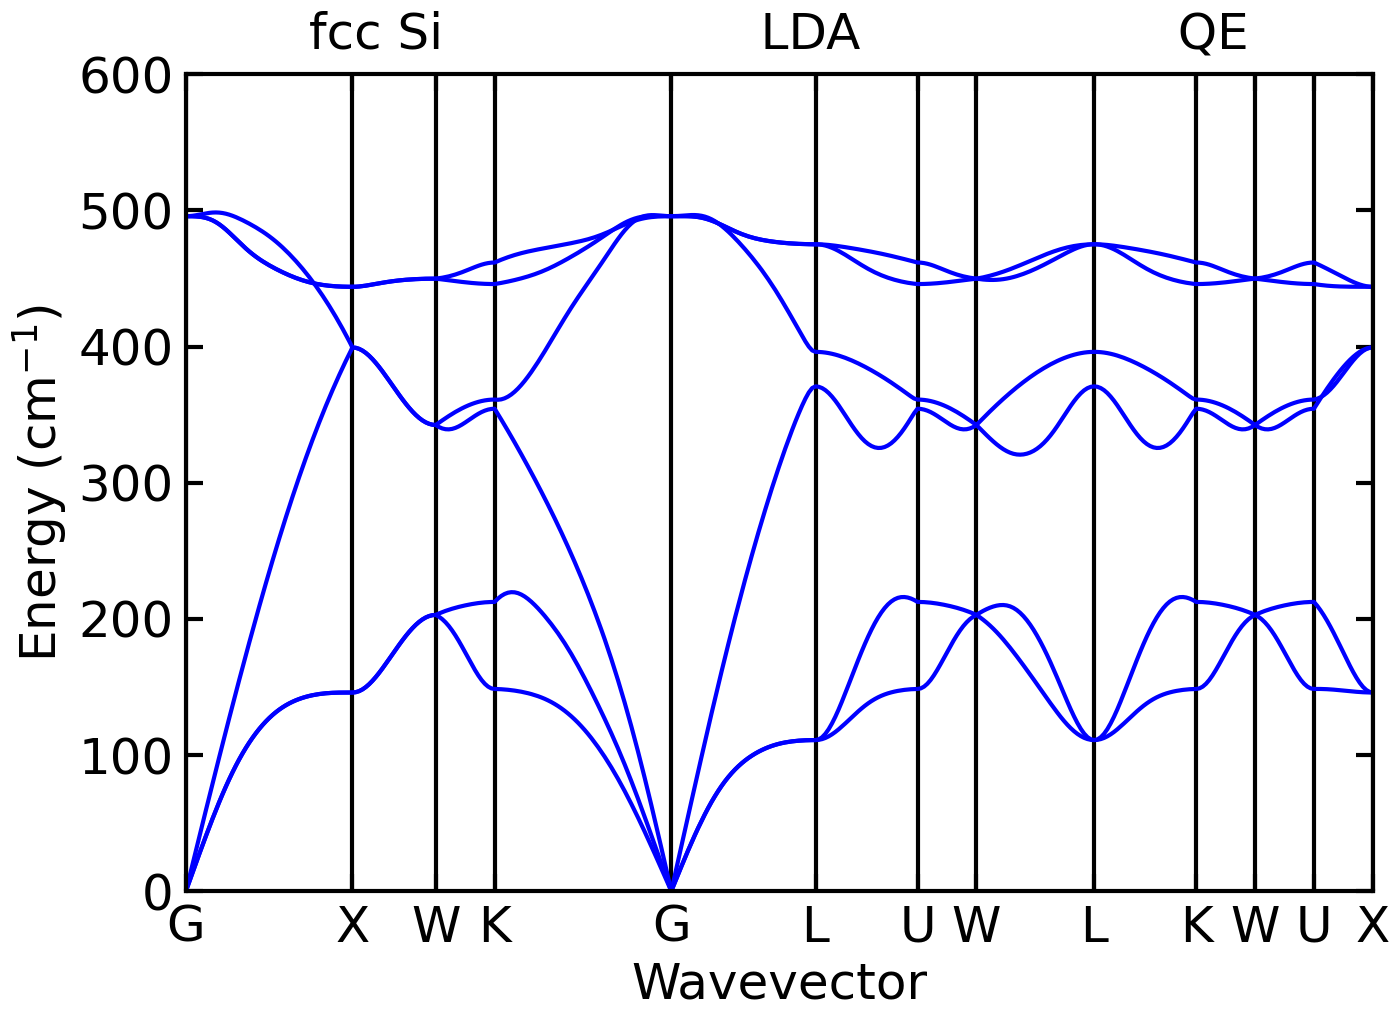 fcc Si LDA QE
600
500
400
300
200
100
0
Energy (cm⁻¹)
G X W K G L U W L K W U X
Wavevector